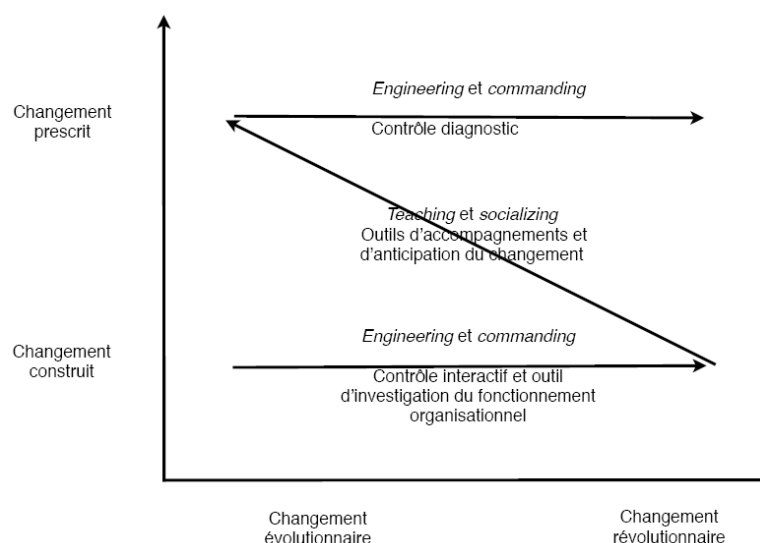 Engineering et commanding
Changement
prescrit
Contrôle diagnostic
Teaching et socializing
Outils d'accompagnements et
d'anticipation du changement
Engineering et commanding
Changement
construit
Contrôle interactif et outil
d'investigation du fonctionnement
organisationnel
Changement
évolutionnaire
Changement
révolutionnaire